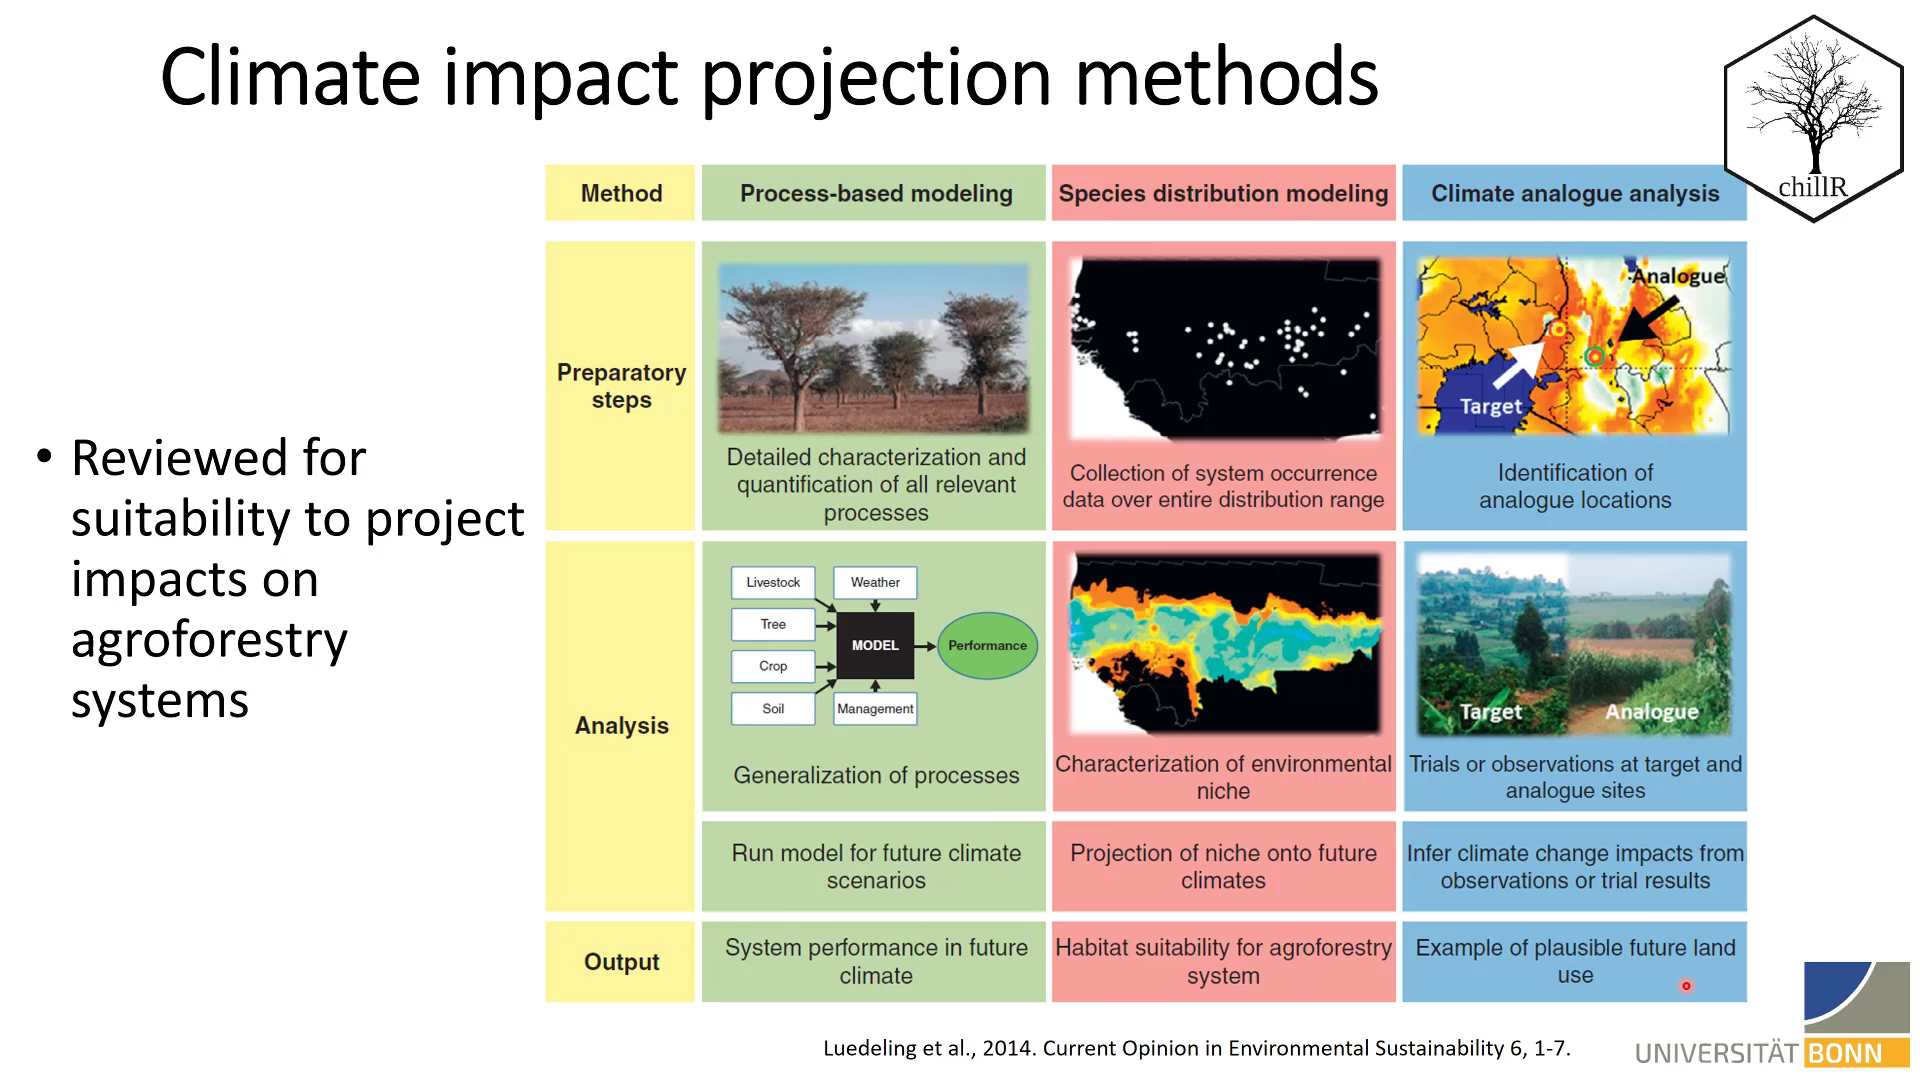 Climate impact projection methods
chillR
• Reviewed for
suitability to project
impacts on
agroforestry
systems
Method
Process-based modeling
Species distribution modeling
Climate analogue analysis
Preparatory
steps
Detailed characterization and
quantification of all relevant
processes
Collection of system occurrence
data over entire distribution range
Analogue
Target
Identification of
analogue locations
Analysis
Livestock
Weather
Tree
MODEL
Performance
Crop
Soil
Management
Generalization of processes
Characterization of environmental
niche
Target
Analogue
Trials or observations at target and
analogue sites
Run model for future climate
scenarios
Projection of niche onto future
climates
Infer climate change impacts from
observations or trial results
Output
System performance in future
climate
Habitat suitability for agroforestry
system
Example of plausible future land
use
Luedeling et al., 2014. Current Opinion in Environmental Sustainability 6, 1-7.
UNIVERSITÄT BONN